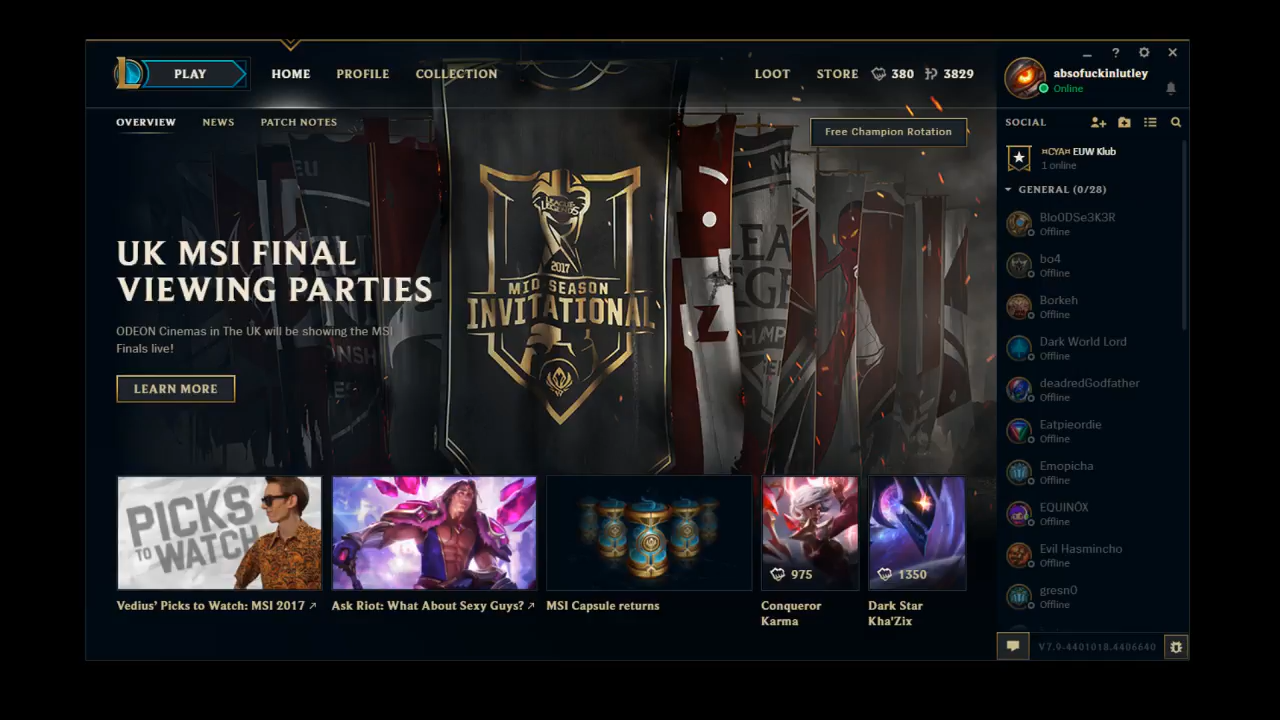 PLAY
HOME
PROFILE
COLLECTION
LOOT
STORE
380
3829
absofuckinlutley
Online
OVERVIEW
NEWS
PATCH NOTES
Free Champion Rotation
SOCIAL
¤CYA¤ EUW Klub
1 online
GENERAL (0/28)
UK MSI FINAL
VIEWING PARTIES
ODEON Cinemas in The UK will be showing the MSI
Finals live!
LEARN MORE
LEAGUE
LEGENDS
2017
MID SEASON
INVITATIONAL
EU
Blo0DSe3K3R
Offline
bo4
Offline
Borkeh
Offline
Dark World Lord
Offline
deadredGodfather
Offline
Eatpieordie
Offline
Emopicha
Offline
EQUINÖX
Offline
Evil Hasmincho
Offline
gresn0
Offline
PICKS
TO WATCH
975
1350
Vedius' Picks to Watch: MSI 2017
Ask Riot: What About Sexy Guys?
MSI Capsule returns
Conqueror
Karma
Dark Star
Kha'Zix
V7.9-4401018.4406640